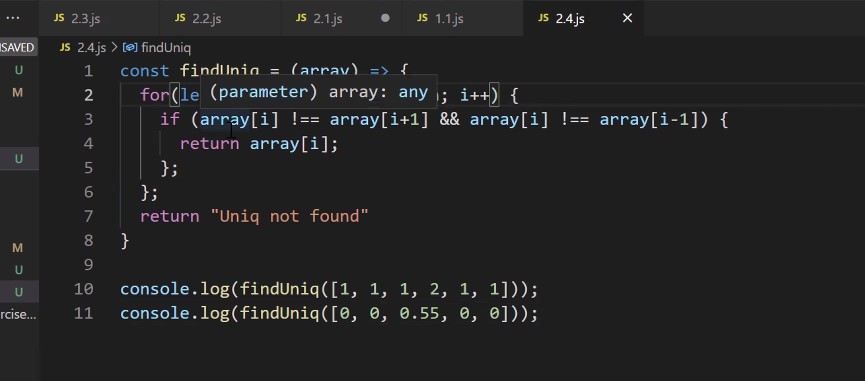 ... JS 2.3.js JS 2.2.js JS 2.1.js ● JS 1.1.js JS 2.4.js ×
SAVED JS 2.4.js > findUniq
U 1 const findUniq = (array) => {
M 2 for(le (parameter) array: any ; i++) {
3 if (array[i] !== array[i+1] && array[i] !== array[i-1]) {
U 4 return array[i];
5 };
6 };
7 return "Uniq not found"
M 8 }
U 9
U 10 console.log(findUniq([1, 1, 1, 2, 1, 1]));
rcise... 11 console.log(findUniq([0, 0, 0.55, 0, 0]));